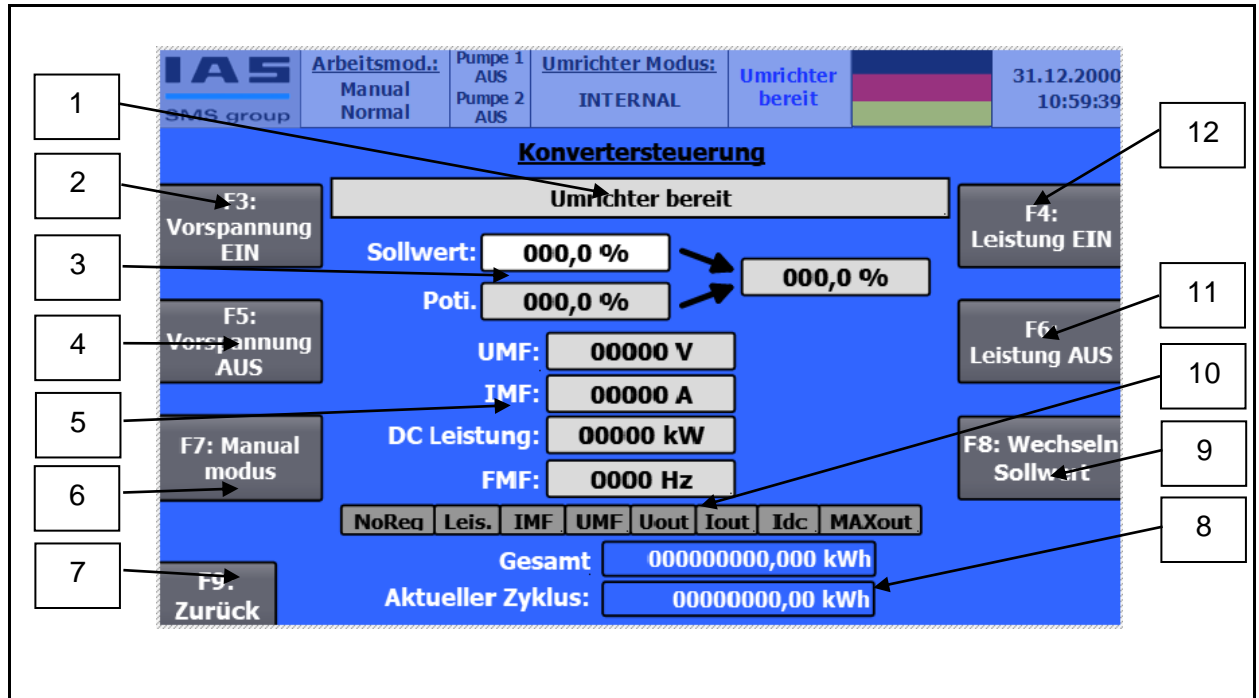 IAS
SMS group
Arbeitsmod.:
Manual
Normal
Pumpe 1
AUS
Pumpe 2
AUS
Umrichter Modus:
INTERNAL
Umrichter
bereit
31.12.2000
10:59:39
Konvertersteuerung
Umrichter bereit
F3:
Vorspannung
EIN
F4:
Leistung EIN
Sollwert:
000,0 %
Poti.
000,0 %
000,0 %
F5:
Vorspannung
AUS
F6:
Leistung AUS
UMF:
00000 V
IMF:
00000 A
DC Leistung:
00000 kW
FMF:
0000 Hz
F7: Manual
modus
F8: Wechseln
Sollwert
NoReg Leis. IMF UMF Uout Iout Idc MAXout
Gesamt
000000000,000 kWh
Aktueller Zyklus:
00000000,00 kWh
F9:
Zurück
1
2
3
4
5
6
7
8
9
10
11
12